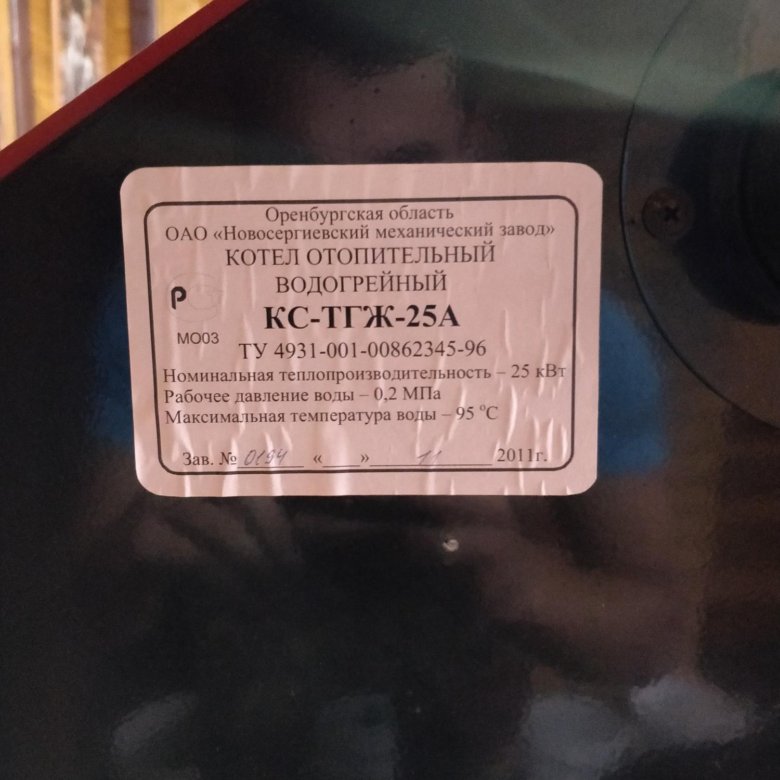 Оренбургская область
ОАО «Новосергиевский механический завод»
КОТЕЛ ОТОПИТЕЛЬНЫЙ
ВОДОГРЕЙНЫЙ
КС-ТГЖ-25А
МО03
ТУ 4931-001-00862345-96
Номинальная теплопроизводительность – 25 кВт
Рабочее давление воды – 0,2 МПа
Максимальная температура воды – 95 °С
Зав. № 0194 «___» 11 2011г.